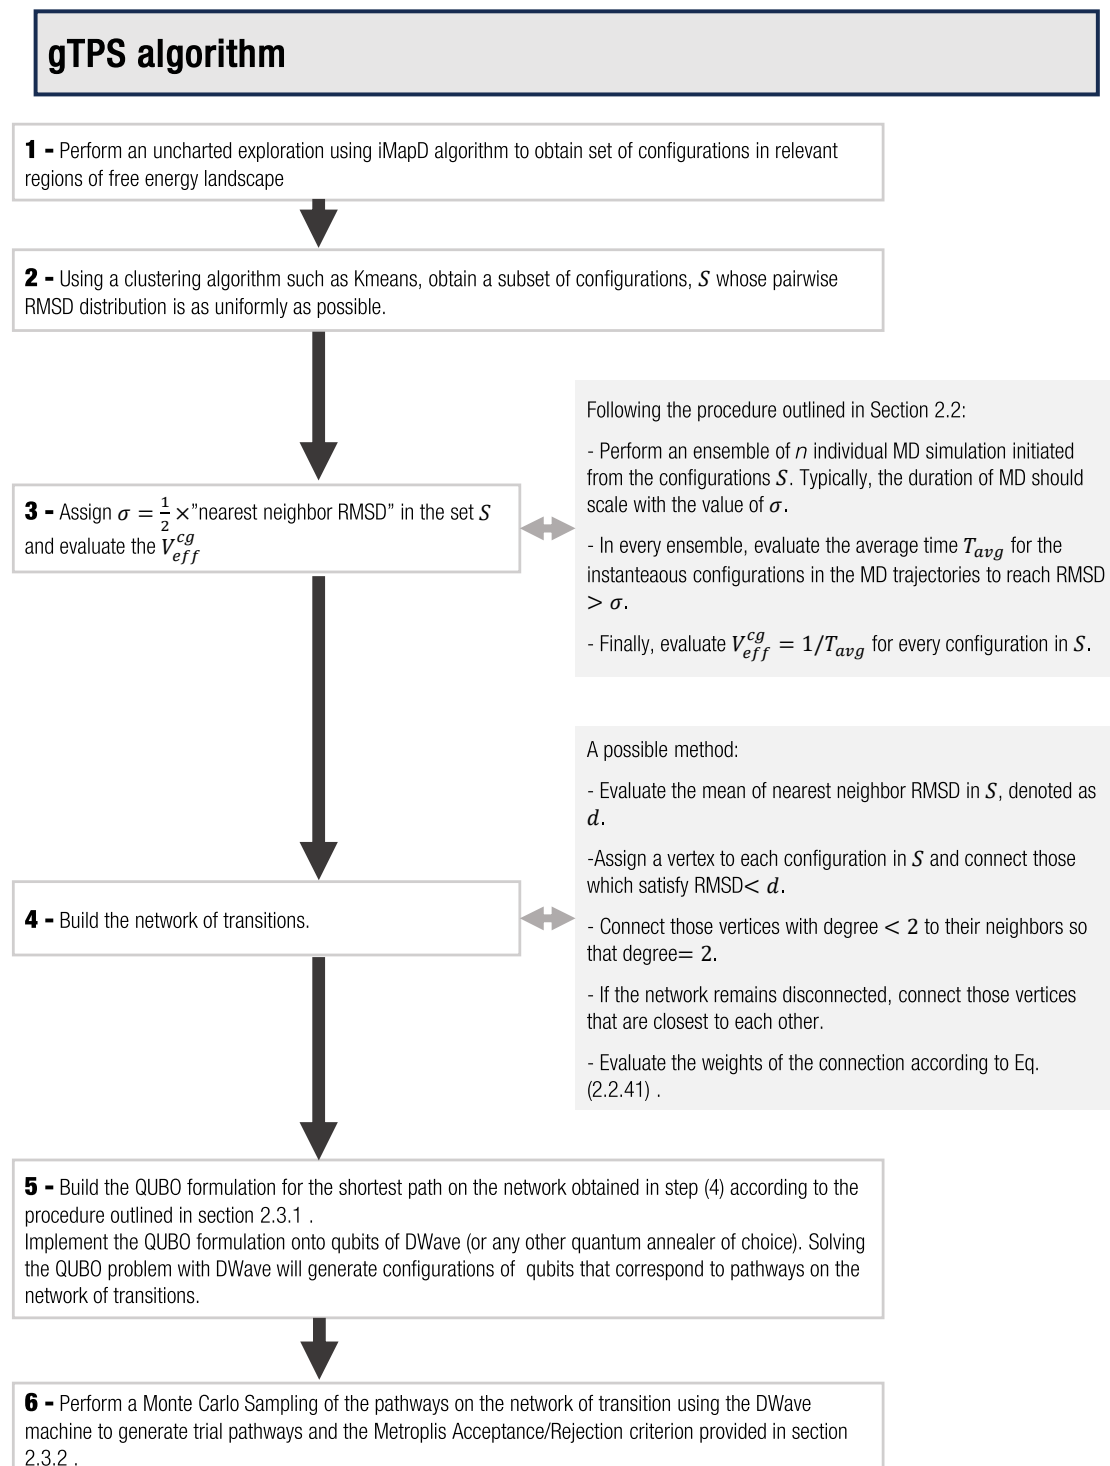 gTPS algorithm
1 - Perform an uncharted exploration using iMapD algorithm to obtain set of configurations in relevant
regions of free energy landscape
2 - Using a clustering algorithm such as Kmeans, obtain a subset of configurations, S whose pairwise
RMSD distribution is as uniformly as possible.
3 - Assign σ = 1/2 ×"nearest neighbor RMSD" in the set S
and evaluate the V_eff^cg
Following the procedure outlined in Section 2.2:
- Perform an ensemble of n individual MD simulation initiated
from the configurations S. Typically, the duration of MD should
scale with the value of σ.
- In every ensemble, evaluate the average time T_avg for the
instanteaous configurations in the MD trajectories to reach RMSD
> σ.
- Finally, evaluate V_eff^cg = 1/T_avg for every configuration in S.
4 - Build the network of transitions.
A possible method:
- Evaluate the mean of nearest neighbor RMSD in S, denoted as
d.
-Assign a vertex to each configuration in S and connect those
which satisfy RMSD< d.
- Connect those vertices with degree < 2 to their neighbors so
that degree= 2.
- If the network remains disconnected, connect those vertices
that are closest to each other.
- Evaluate the weights of the connection according to Eq.
(2.2.41) .
5 - Build the QUBO formulation for the shortest path on the network obtained in step (4) according to the
procedure outlined in section 2.3.1 .
Implement the QUBO formulation onto qubits of DWave (or any other quantum annealer of choice). Solving
the QUBO problem with DWave will generate configurations of  qubits that correspond to pathways on the
network of transitions.
6 - Perform a Monte Carlo Sampling of the pathways on the network of transition using the DWave
machine to generate trial pathways and the Metroplis Acceptance/Rejection criterion provided in section
2.3.2 .